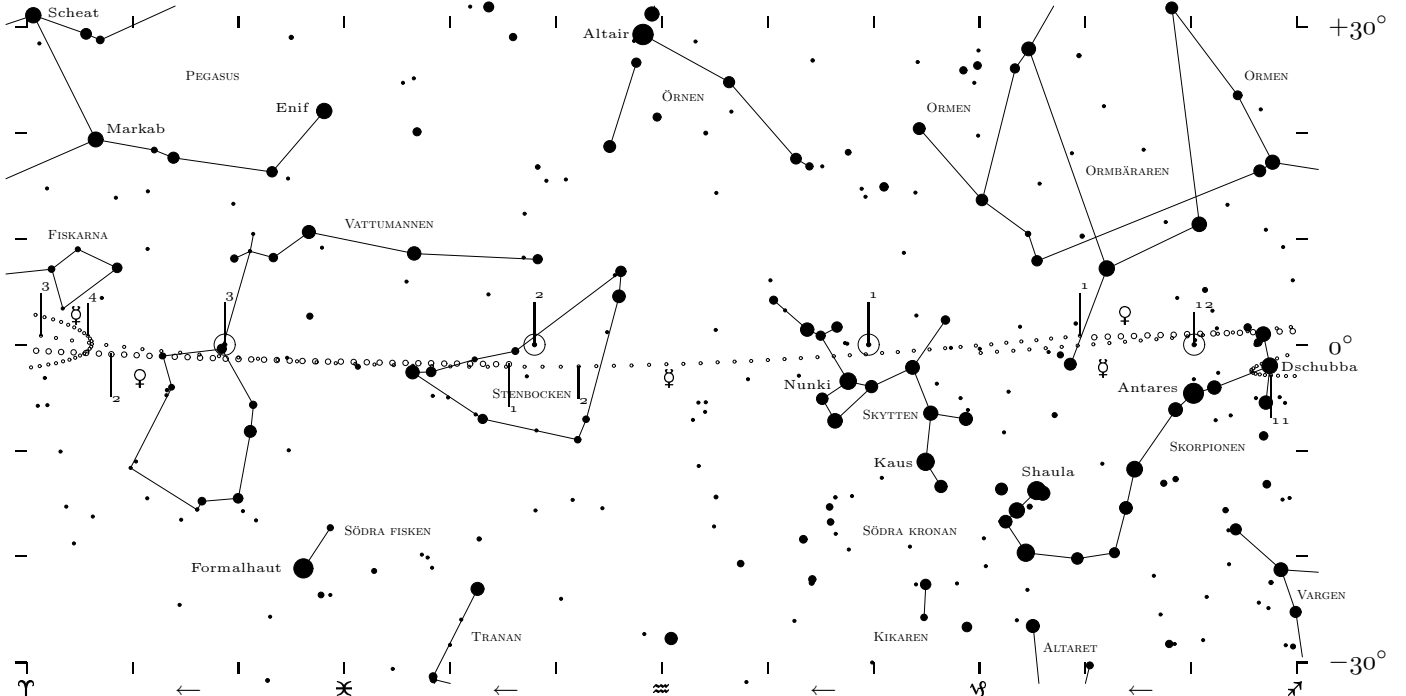 Scheat
Altair
+30°
PEGASUS
ORMEN
Enif
ÖRNEN
ORMEN
Markab
ORMBÄRAREN
VATTUMANNEN
FISKARNA
3
☿
4
3
2
1
1
♀
12
0°
2
♀
STENBOCKEN
1
2
☿
Nunki
SKYTTEN
☿
Antares
Dschubba
11
SKORPIONEN
Kaus
Shaula
SÖDRA FISKEN
SÖDRA KRONAN
Formalhaut
VARGEN
TRANAN
KIKAREN
ALTARET
−30°
♈ ← ♓ ← ♒ ← ♑ ← ♐